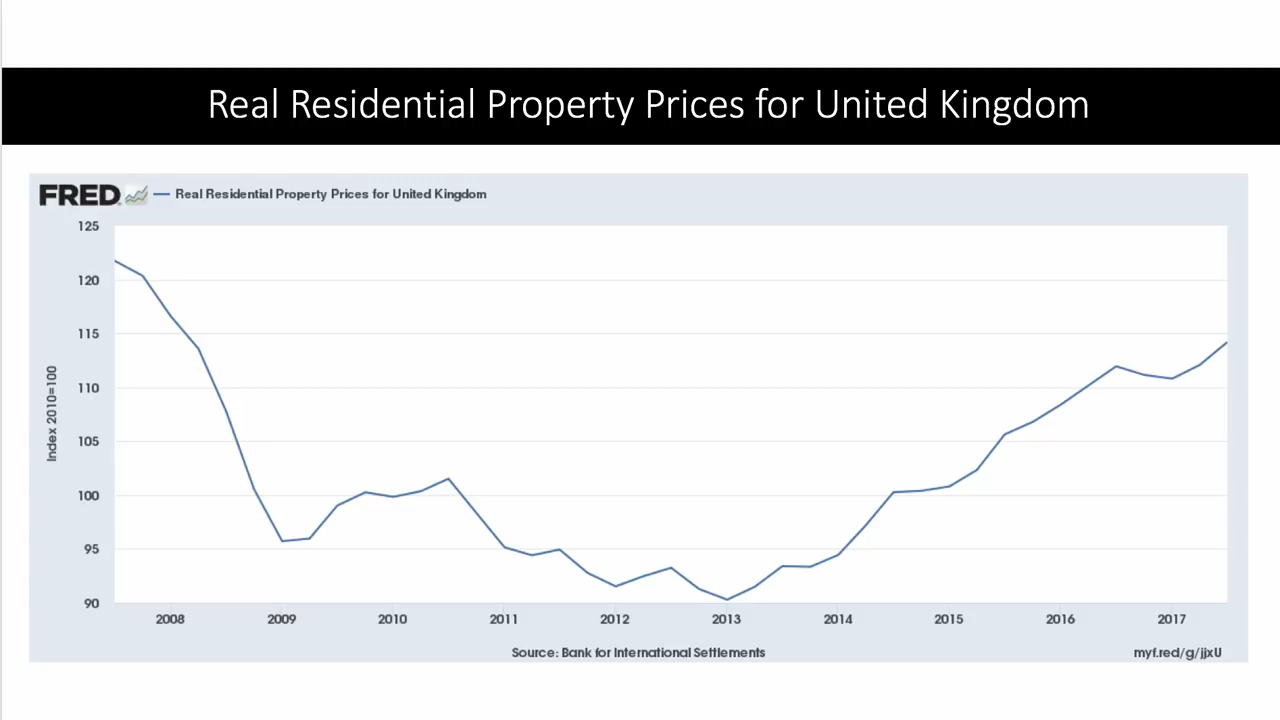 Real Residential Property Prices for United Kingdom
FRED
Real Residential Property Prices for United Kingdom
125
120
115
110
105
100
95
90
Index 2010=100
2008 2009 2010 2011 2012 2013 2014 2015 2016 2017
Source: Bank for International Settlements
myf.red/g/jjxU